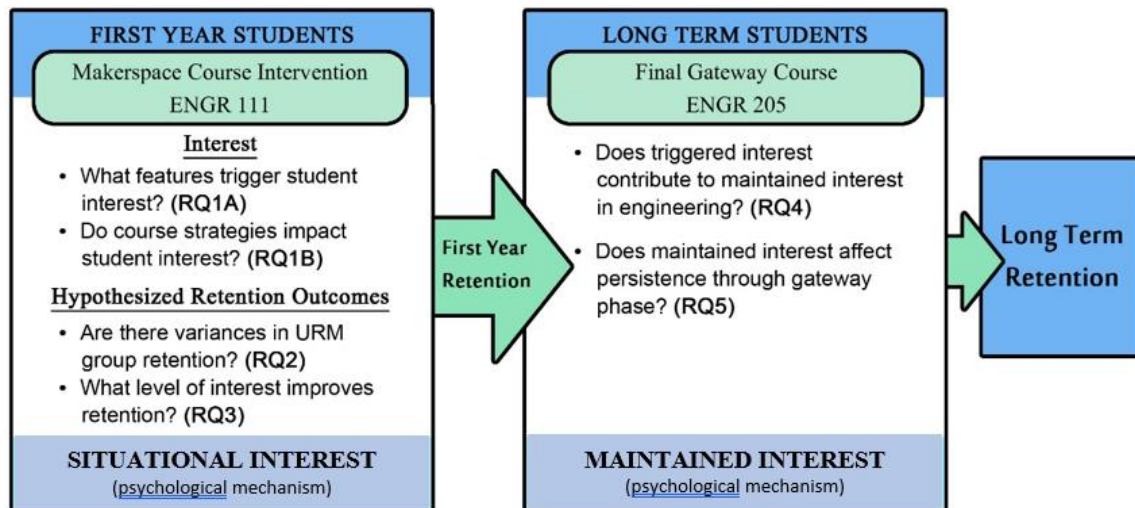 FIRST YEAR STUDENTS
Makerspace Course Intervention
ENGR 111
Interest
• What features trigger student
interest? (RQ1A)
• Do course strategies impact
student interest? (RQ1B)
Hypothesized Retention Outcomes
• Are there variances in URM
group retention? (RQ2)
• What level of interest improves
retention? (RQ3)
SITUATIONAL INTEREST
(psychological mechanism)
First Year
Retention
LONG TERM STUDENTS
Final Gateway Course
ENGR 205
• Does triggered interest
contribute to maintained interest
in engineering? (RQ4)
• Does maintained interest affect
persistence through gateway
phase? (RQ5)
MAINTAINED INTEREST
(psychological mechanism)
Long Term
Retention